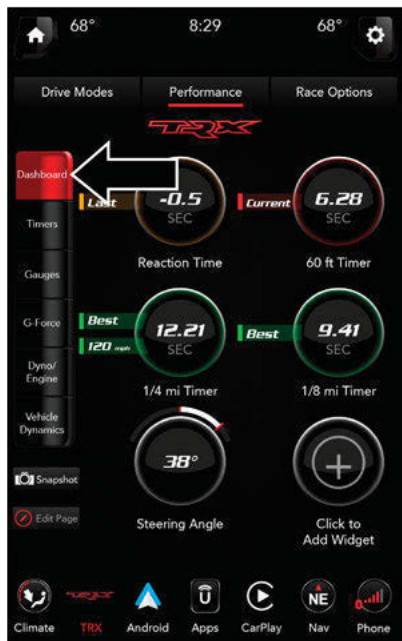 68° 8:29 68°
Drive Modes Performance Race Options
TRX
Dashboard
Timers
Gauges
G-Force
Dyno/
Engine
Vehicle
Dynamics
Snapshot
Edit Page
Last
-0.5
SEC
Reaction Time
Current
6.28
SEC
60 ft Timer
Best
120 mph
12.21
SEC
1/4 mi Timer
Best
9.41
SEC
1/8 mi Timer
38°
Steering Angle
Click to
Add Widget
Climate TRX Android Apps CarPlay Nav Phone
TRX
U
NE